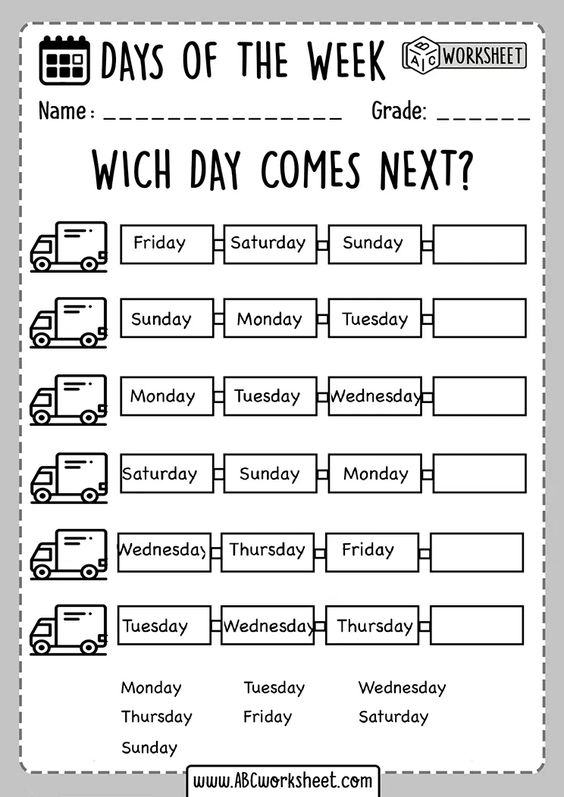 DAYS OF THE WEEK
ABC WORKSHEET
Name: _ _ _ _ _ _ _ _ _ _ _ _ _ _ _ Grade: _ _ _ _ _ _
WICH DAY COMES NEXT?
Friday Saturday Sunday
Sunday Monday Tuesday
Monday Tuesday Wednesday
Saturday Sunday Monday
Wednesday Thursday Friday
Tuesday Wednesday Thursday
Monday Tuesday Wednesday
Thursday Friday Saturday
Sunday
www.ABCworksheet.com